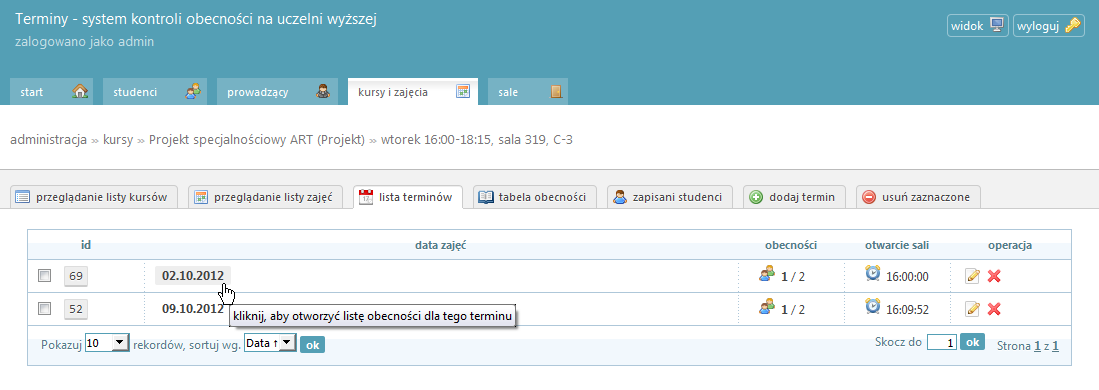 Terminy - system kontroli obecności na uczelni wyższej
zalogowano jako admin
widok wyloguj
start studenci prowadzący kursy i zajęcia sale
administracja » kursy » Projekt specjalnościowy ART (Projekt) » wtorek 16:00-18:15, sala 319, C-3
przeglądanie listy kursów przeglądanie listy zajęć lista terminów tabela obecności zapisani studenci dodaj termin usuń zaznaczone
id data zajęć obecności otwarcie sali operacja
69 02.10.2012 1 / 2 16:00:00
52 09.10.2012 1 / 2 16:09:52
kliknij, aby otworzyć listę obecności dla tego terminu
Pokazuj 10 rekordów, sortuj wg. Data ↑ ok Skocz do 1 ok Strona 1 z 1